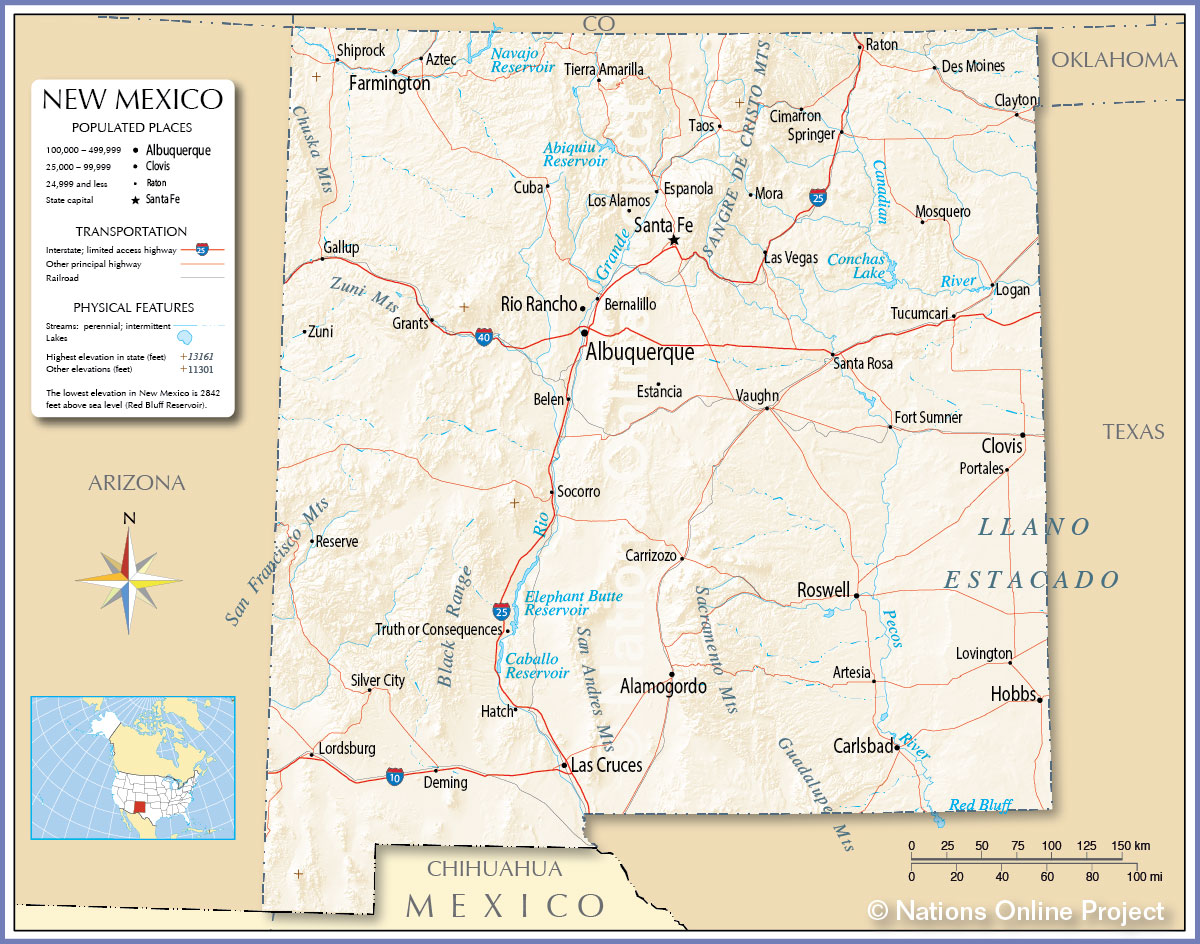 CO
OKLAHOMA
NEW MEXICO
POPULATED PLACES
100,000 – 499,999 Albuquerque
25,000 – 99,999 Clovis
24,999 and less Raton
State capital Santa Fe
TRANSPORTATION
Interstate; limited access highway 25
Other principal highway
Railroad
PHYSICAL FEATURES
Streams: perennial; intermittent
Lakes
Highest elevation in state (feet) +13161
Other elevations (feet) +11301
The lowest elevation in New Mexico is 2842
feet above sea level (Red Bluff Reservoir).
Shiprock
Aztec
Farmington
Navajo
Reservoir
Tierra Amarilla
Raton
Des Moines
Clayton
Cimarron
Springer
Taos
SANGRE DE CRISTO MTS
Chuska Mts
Abiquiu
Reservoir
Cuba
Los Alamos
Espanola
Mora
25
Canadian
Mosquero
Santa Fe
Gallup
Grande
Las Vegas
Conchas
Lake
River
Logan
Zuni Mts
Rio Rancho
Bernalillo
Tucumcari
Zuni
Grants
40
Albuquerque
Santa Rosa
Belen
Estancia
Vaughn
Fort Sumner
Clovis
Portales
TEXAS
ARIZONA
N
Socorro
Rio
San Francisco Mts
Reserve
LLANO
ESTACADO
Carrizozo
Roswell
Sacramento Mts
Pecos
Elephant Butte
Reservoir
25
Truth or Consequences
Black Range
San Andres Mts
Caballo
Reservoir
Lovington
Artesia
Hobbs
Silver City
Alamogordo
Hatch
Carlsbad
River
Guadalupe Mts
Lordsburg
10
Deming
Las Cruces
Red Bluff
0 25 50 75 100 125 150 km
0 20 40 60 80 100 mi
CHIHUAHUA
MEXICO
© Nations Online Project